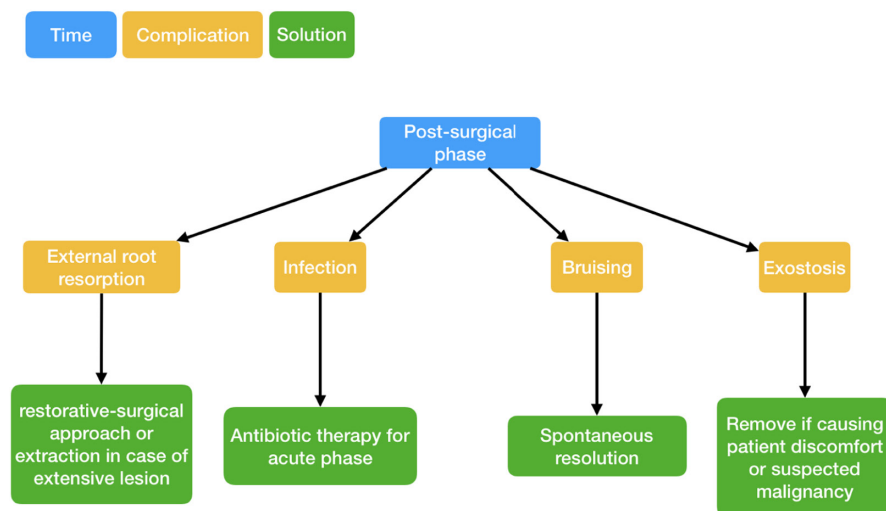 Time
Complication
Solution
Post-surgical
phase
External root
resorption
Infection
Bruising
Exostosis
restorative-surgical
approach or
extraction in case of
extensive lesion
Antibiotic therapy for
acute phase
Spontaneous
resolution
Remove if causing
patient discomfort
or suspected
malignancy